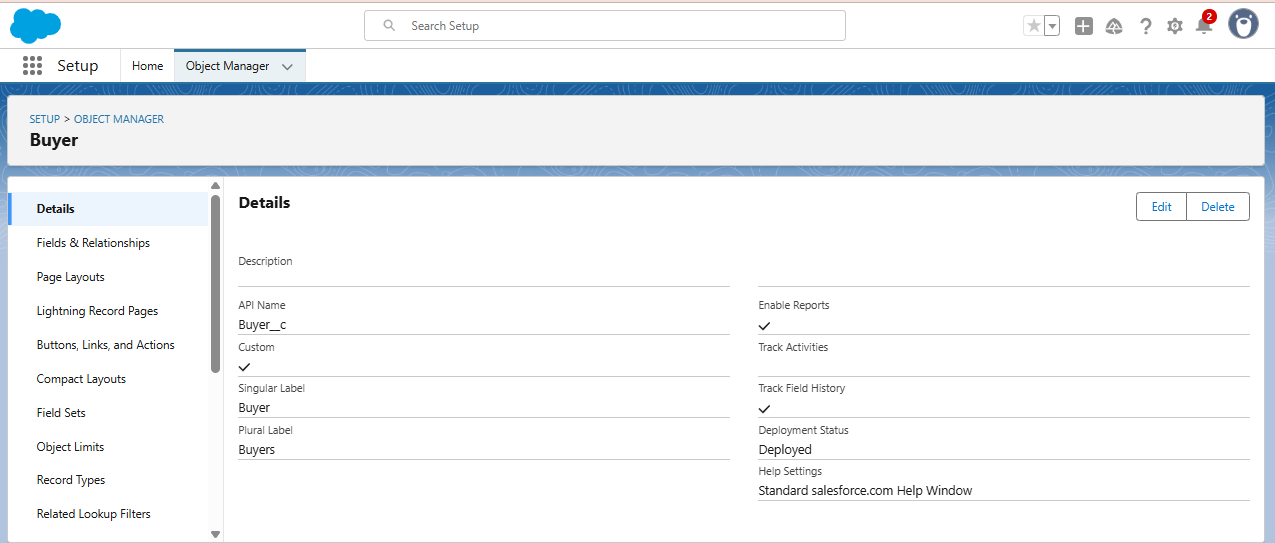 Search Setup
2
Setup
Home
Object Manager
SETUP > OBJECT MANAGER
Buyer
Details
Fields & Relationships
Page Layouts
Lightning Record Pages
Buttons, Links, and Actions
Compact Layouts
Field Sets
Object Limits
Record Types
Related Lookup Filters
Details
Edit
Delete
Description
API Name
Buyer__c
Custom
Singular Label
Buyer
Plural Label
Buyers
Enable Reports
Track Activities
Track Field History
Deployment Status
Deployed
Help Settings
Standard salesforce.com Help Window